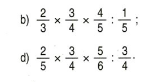 b) 2/3 × 3/4 × 4/5 : 1/5 ;
d) 2/5 × 3/4 × 5/6 : 3/4 .